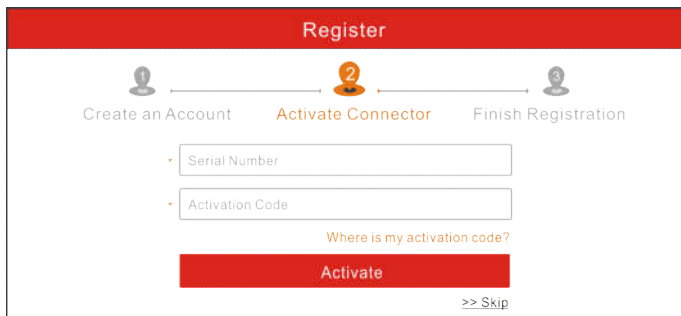 Register
1 2 3
Create an Account Activate Connector Finish Registration
* Serial Number
* Activation Code
Where is my activation code?
Activate
>> Skip